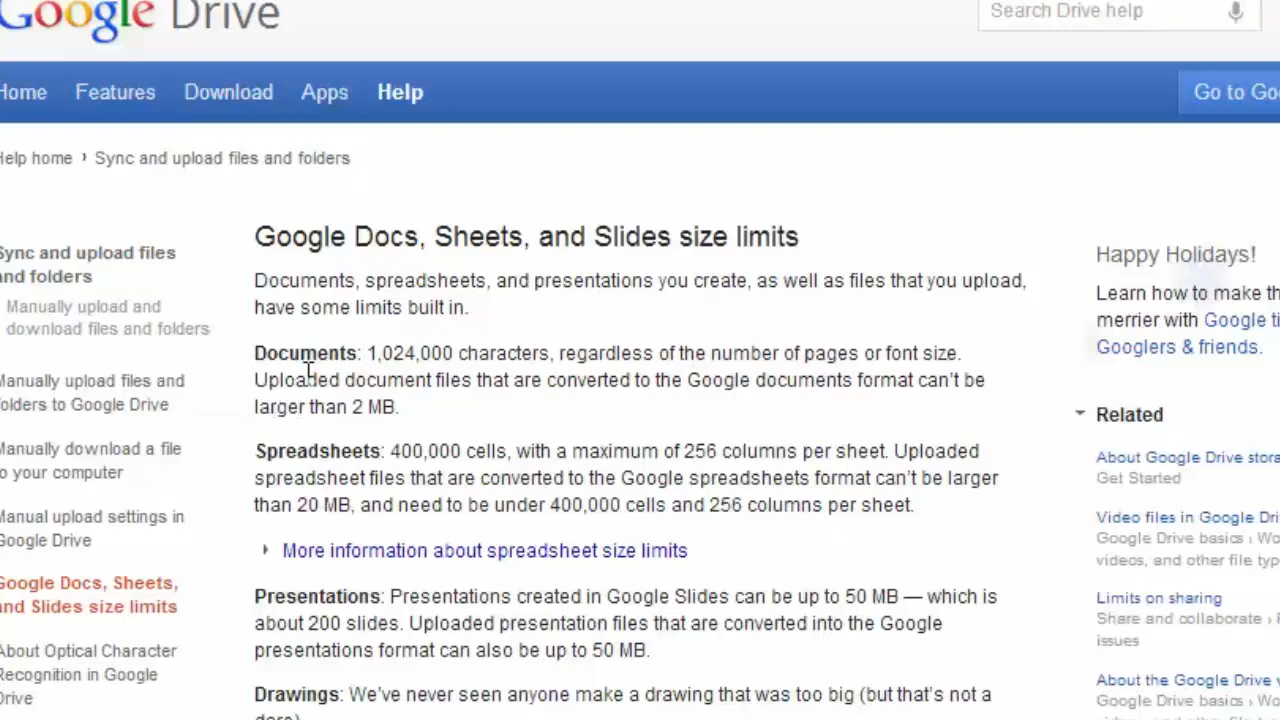 Google Drive
Search Drive help
Home Features Download Apps Help Go to Goo
Help home › Sync and upload files and folders
Sync and upload files
and folders
Manually upload and
download files and folders
Manually upload files and
folders to Google Drive
Manually download a file
to your computer
Manual upload settings in
Google Drive
Google Docs, Sheets,
and Slides size limits
About Optical Character
Recognition in Google
Drive
Google Docs, Sheets, and Slides size limits
Documents, spreadsheets, and presentations you create, as well as files that you upload,
have some limits built in.
Documents: 1,024,000 characters, regardless of the number of pages or font size.
Uploaded document files that are converted to the Google documents format can’t be
larger than 2 MB.
Spreadsheets: 400,000 cells, with a maximum of 256 columns per sheet. Uploaded
spreadsheet files that are converted to the Google spreadsheets format can’t be larger
than 20 MB, and need to be under 400,000 cells and 256 columns per sheet.
More information about spreadsheet size limits
Presentations: Presentations created in Google Slides can be up to 50 MB — which is
about 200 slides. Uploaded presentation files that are converted into the Google
presentations format can also be up to 50 MB.
Drawings: We’ve never seen anyone make a drawing that was too big (but that’s not a
dare).
Happy Holidays!
Learn how to make th
merrier with Google ti
Googlers & friends.
Related
About Google Drive stora
Get Started
Video files in Google Dri
Google Drive basics › Wo
videos, and other file typ
Limits on sharing
Share and collaborate ›
issues
About the Google Drive
Google Drive basics › Wo